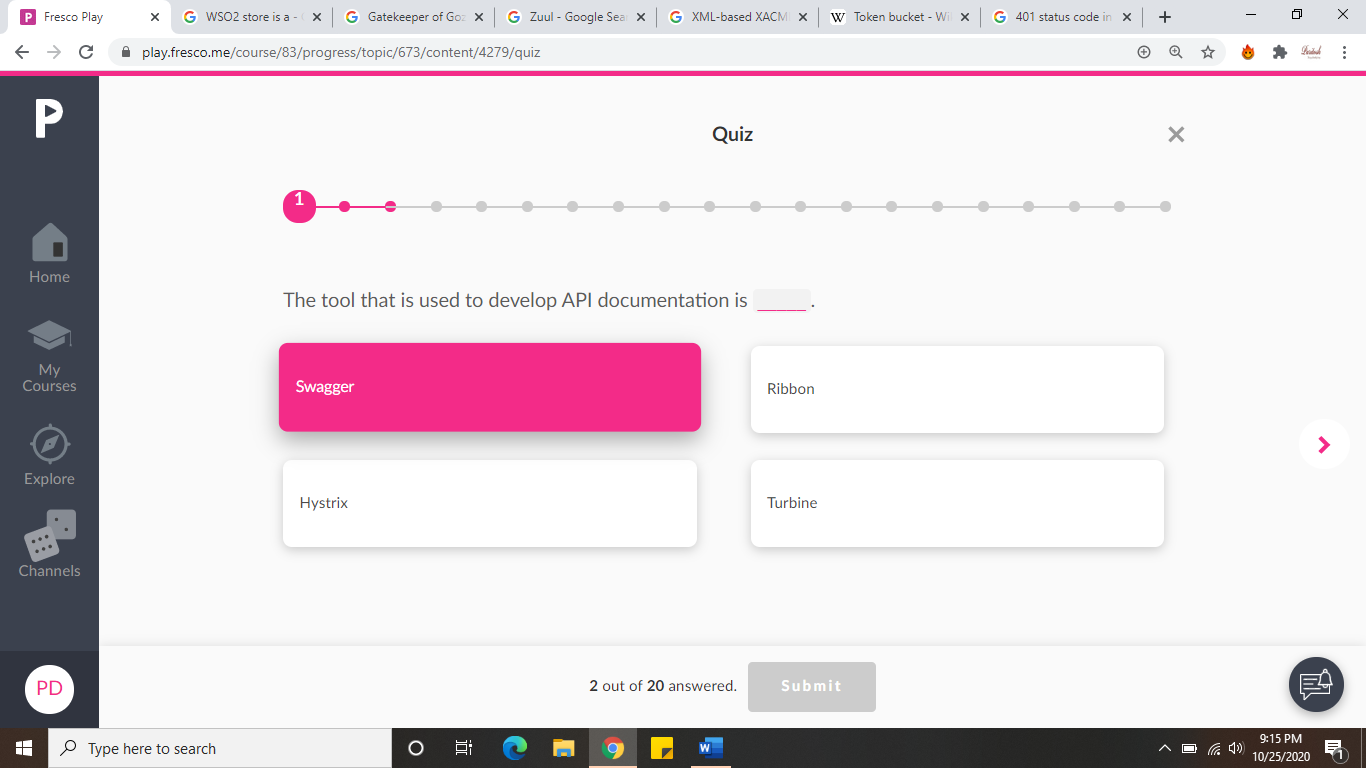 Fresco Play
WSO2 store is a -
Gatekeeper of Goz
Zuul - Google Sea
XML-based XACM
Token bucket - Wi
401 status code in
play.fresco.me/course/83/progress/topic/673/content/4279/quiz
Quiz
1
The tool that is used to develop API documentation is _____.
Swagger
Ribbon
Hystrix
Turbine
Home
My
Courses
Explore
Channels
PD
2 out of 20 answered.
Submit
Type here to search
9:15 PM
10/25/2020
1